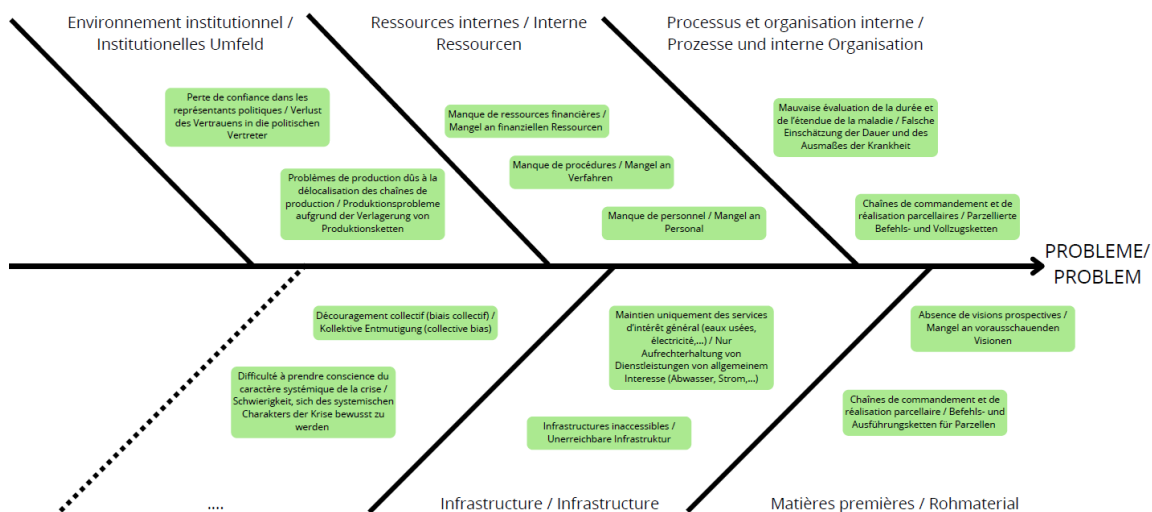 Environnement institutionnel /
Institutionelles Umfeld
Ressources internes / Interne
Ressourcen
Processus et organisation interne /
Prozesse und interne Organisation
Perte de confiance dans les
représentants politiques / Verlust
des Vertrauens in die politischen
Vertreter
Problèmes de production dûs à la
délocalisation des chaînes de
production / Produktionsprobleme
aufgrund der Verlagerung von
Produktionsketten
Manque de ressources financières /
Mangel an finanziellen Ressourcen
Manque de procédures / Mangel an
Verfahren
Manque de personnel / Mangel an
Personal
Mauvaise évaluation de la durée et
de l'étendue de la maladie / Falsche
Einschätzung der Dauer und des
Ausmaßes der Krankheit
Chaînes de commandement et de
réalisation parcellaires / Parzellierte
Befehls- und Vollzugsketten
PROBLEME/
PROBLEM
Découragement collectif (biais collectif) /
Kollektive Entmutigung (collective bias)
Difficulté à prendre conscience du
caractère systémique de la crise /
Schwierigkeit, sich des systemischen
Charakters der Krise bewusst zu
werden
Maintien uniquement des services
d'intérêt général (eaux usées,
électricité,...) / Nur
Aufrechterhaltung von
Dienstleistungen von allgemeinem
Interesse (Abwasser, Strom,...)
Infrastructures inaccessibles /
Unerreichbare Infrastruktur
Absence de visions prospectives /
Mangel an vorausschauenden
Visionen
Chaînes de commandement et de
réalisation parcellaire / Befehls- und
Ausführungsketten für Parzellen
....
Infrastructure / Infrastructure
Matières premières / Rohmaterial